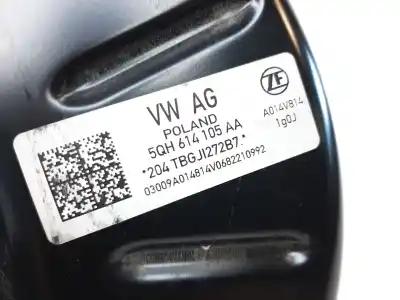 VW AG
POLAND
5QH 614 105 AA
*204 TBGJI272B7.*
03009A014814V0682210992
ZF
A014V814
1g0J